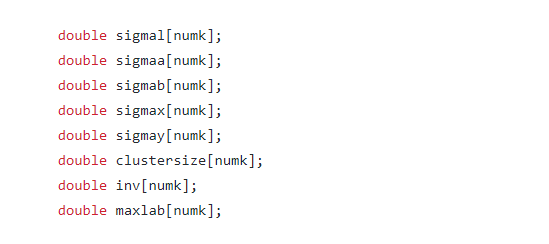 double sigmal[numk];
double sigmaa[numk];
double sigmab[numk];
double sigmax[numk];
double sigmay[numk];
double clustersize[numk];
double inv[numk];
double maxlab[numk];